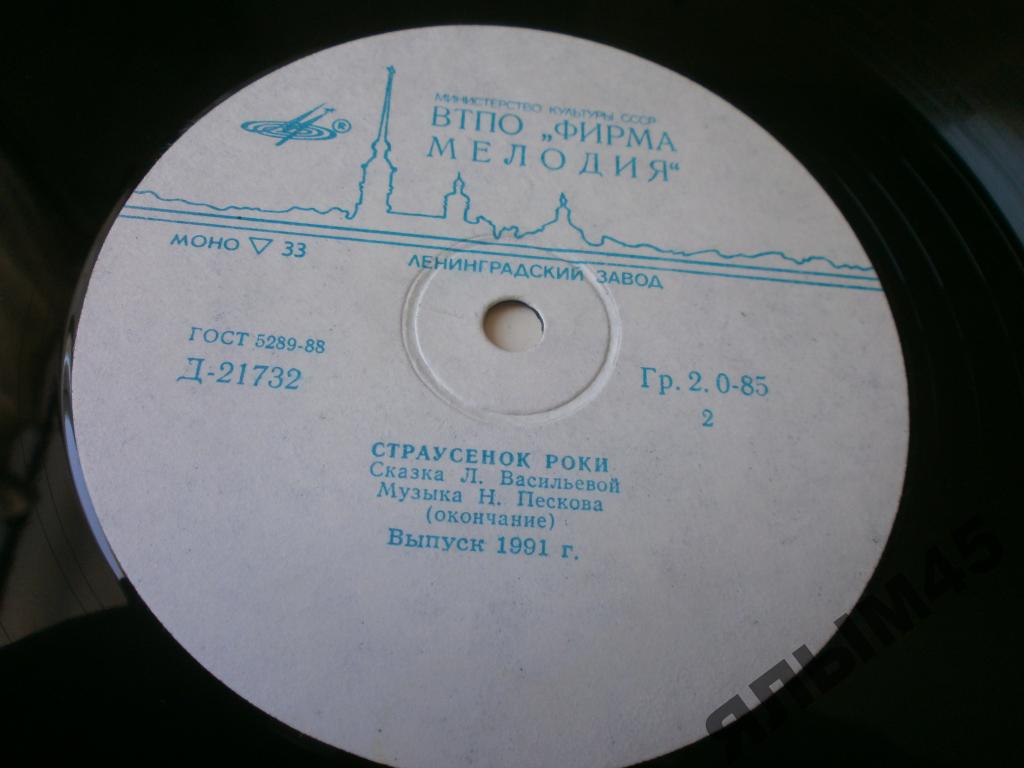 МИНИСТЕРСТВО КУЛЬТУРЫ СССР
ВТПО „ФИРМА
МЕЛОДИЯ“
®
МОНО ▽ 33
ЛЕНИНГРАДСКИЙ ЗАВОД
ГОСТ 5289-88
Д-21732
Гр. 2. 0-85
2
СТРАУСЕНОК РОКИ
Сказка Л. Васильевой
Музыка Н. Пескова
(окончание)
Выпуск 1991 г.
ЯЛЫМ45